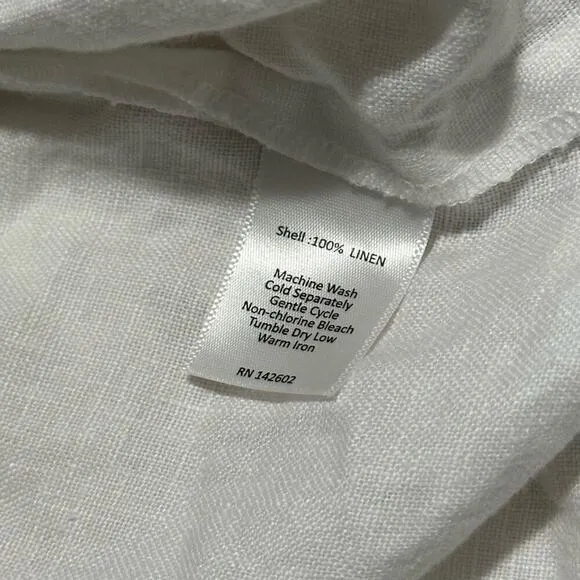 Shell :100% LINEN
Machine Wash
Cold Separately
Gentle Cycle
Non-chlorine Bleach
Tumble Dry Low
Warm Iron
RN 142602